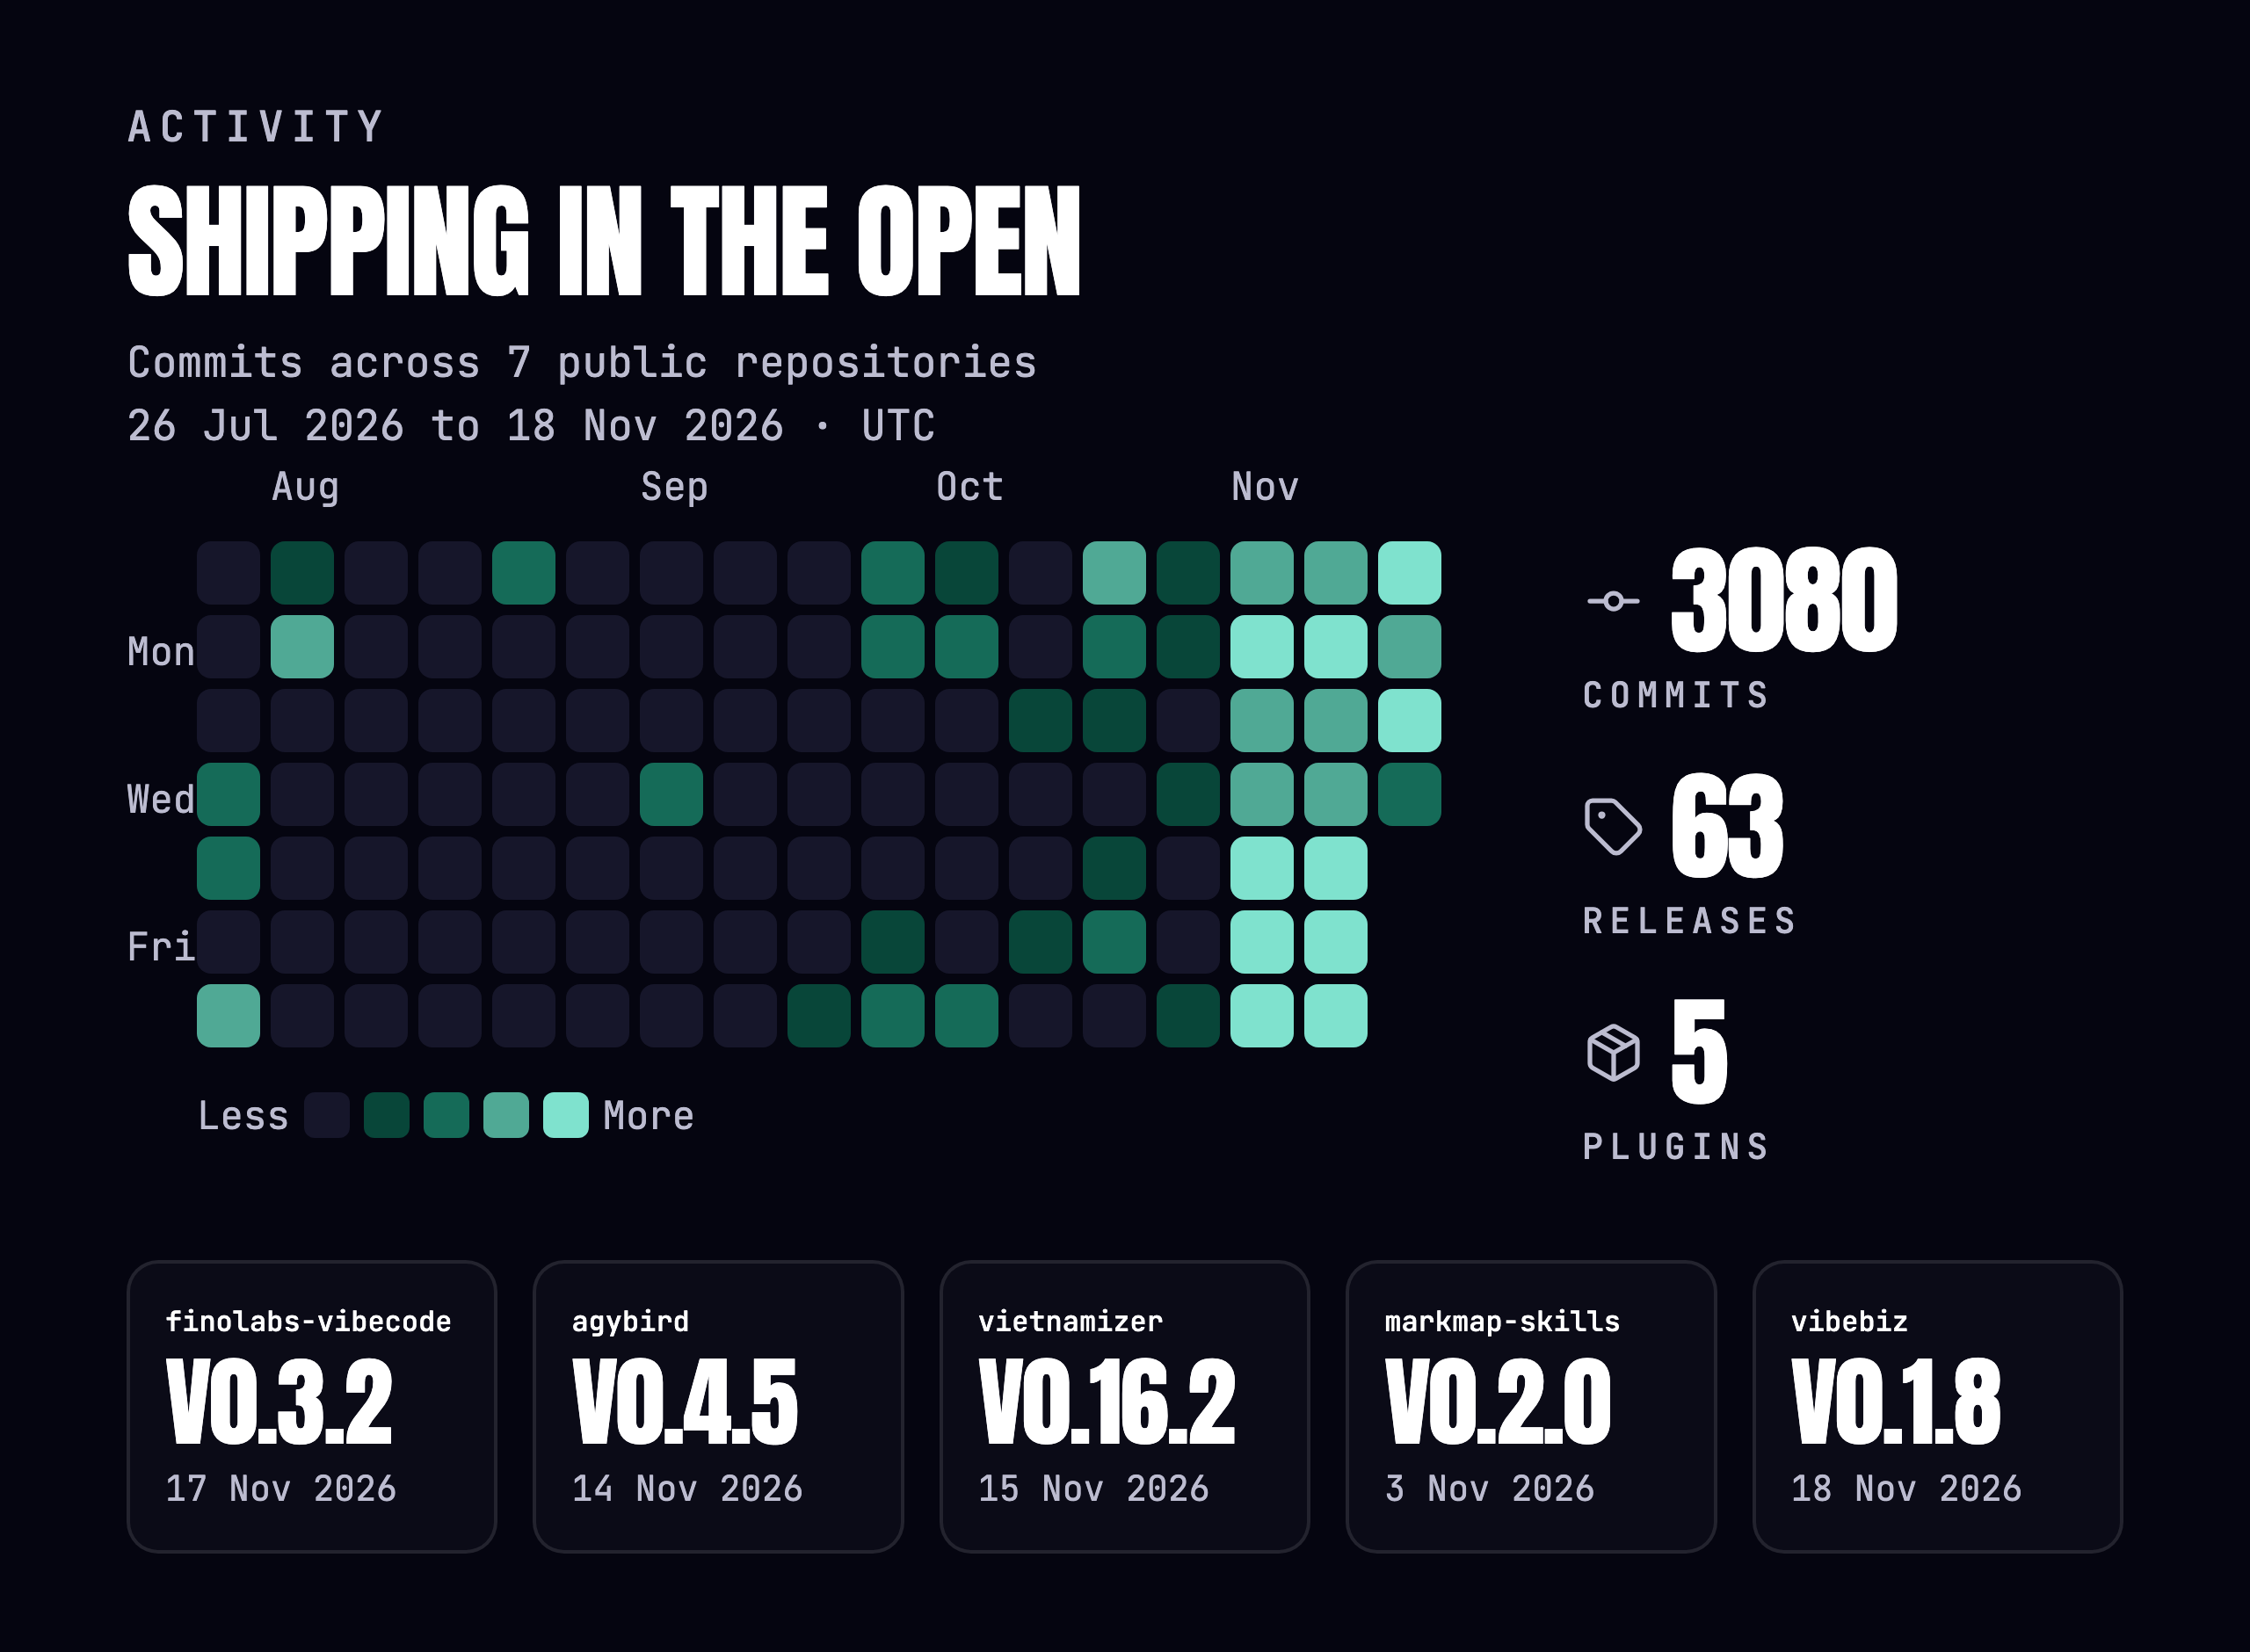 ACTIVITY
SHIPPING IN THE OPEN
Commits across 7 public repositories
26 Jul 2026 to 18 Nov 2026 · UTC
Aug Sep Oct Nov
Mon
Wed
Fri
Less More
3080
COMMITS
63
RELEASES
5
PLUGINS
finolabs-vibecode
V0.3.2
17 Nov 2026
agybird
V0.4.5
14 Nov 2026
vietnamizer
V0.16.2
15 Nov 2026
markmap-skills
V0.2.0
3 Nov 2026
vibebiz
V0.1.8
18 Nov 2026